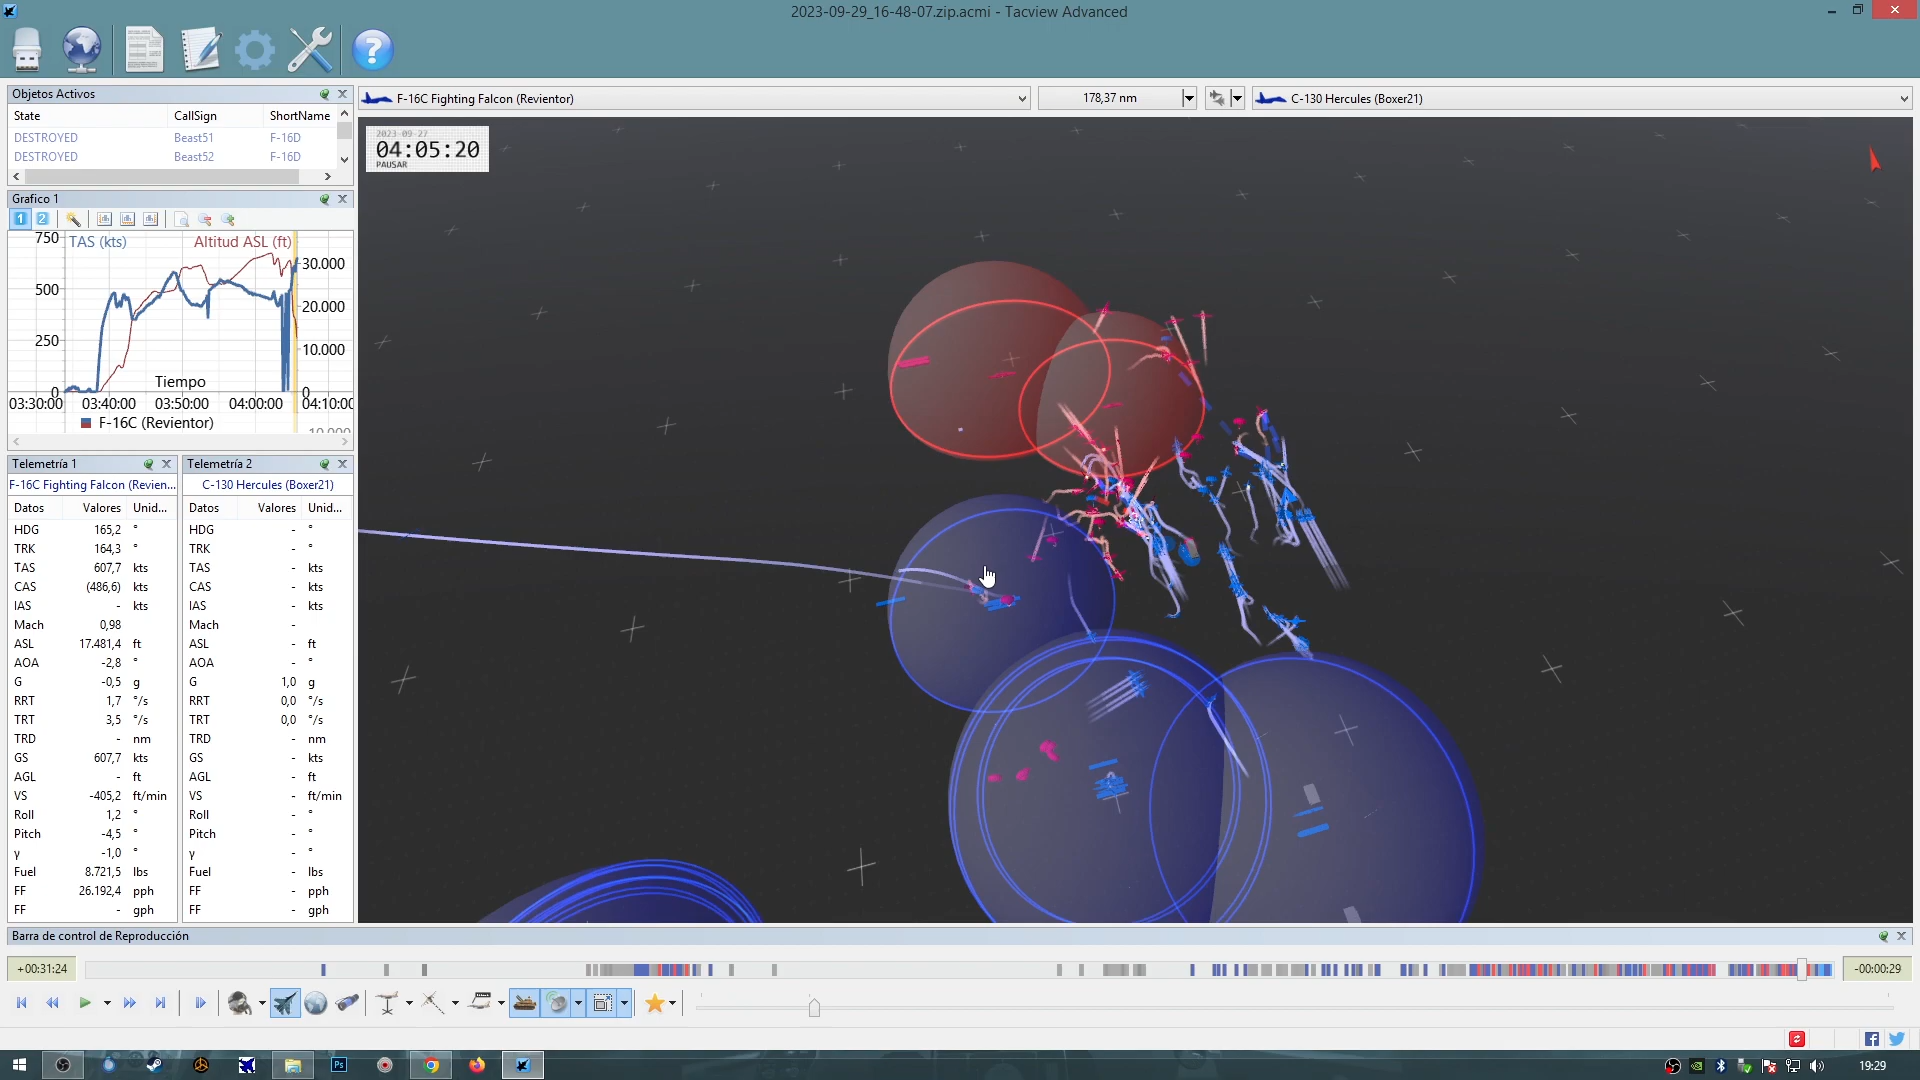 2023-09-29_16-48-07.zip.acmi - Tacview Advanced
Objetos Activos
State CallSign ShortName
DESTROYED Beast51 F-16D
DESTROYED Beast52 F-16D
F-16C Fighting Falcon (Revientor) 178,37 nm C-130 Hercules (Boxer21)
2023-09-27
04:05:20
PAUSAR
Grafico 1
1 2
750 TAS (kts) Altitud ASL (ft)
30.000
500
20.000
250
10.000
Tiempo
0 0
03:30:00 03:40:00 03:50:00 04:00:00 04:10:00
F-16C (Revientor)
Telemetría 1 Telemetría 2
F-16C Fighting Falcon (Revien... C-130 Hercules (Boxer21)
Datos Valores Unid... Datos Valores Unid...
HDG 165,2 ° HDG - °
TRK 164,3 ° TRK - °
TAS 607,7 kts TAS - kts
CAS (486,6) kts CAS - kts
IAS - kts IAS - kts
Mach 0,98 Mach -
ASL 17.481,4 ft ASL - ft
AOA -2,8 ° AOA - °
G -0,5 g G 1,0 g
RRT 1,7 °/s RRT 0,0 °/s
TRT 3,5 °/s TRT 0,0 °/s
TRD - nm TRD - nm
GS 607,7 kts GS - kts
AGL - ft AGL - ft
VS -405,2 ft/min VS - ft/min
Roll 1,2 ° Roll - °
Pitch -4,5 ° Pitch - °
γ -1,0 ° γ - °
Fuel 8.721,5 lbs Fuel - lbs
FF 26.192,4 pph FF - pph
FF - gph FF - gph
Barra de control de Reproducción
+00:31:24 -00:00:29
Ps
19:29